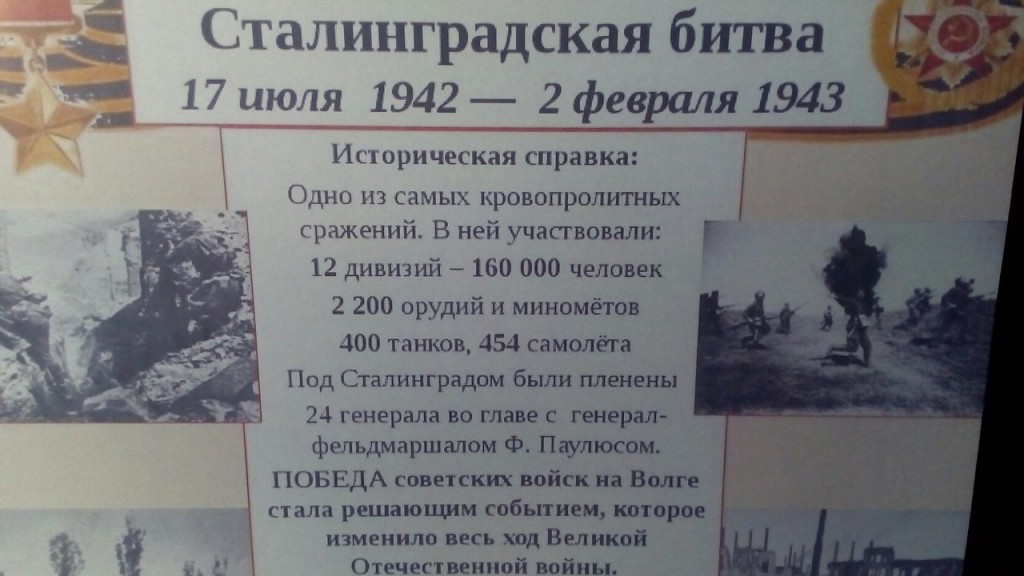 Сталинградская битва
17 июля 1942 — 2 февраля 1943
Историческая справка:
Одно из самых кровопролитных
сражений. В ней участвовали:
12 дивизий – 160 000 человек
2 200 орудий и миномётов
400 танков, 454 самолёта
Под Сталинградом были пленены
24 генерала во главе с генерал-
фельдмаршалом Ф. Паулюсом.
ПОБЕДА советских войск на Волге
стала решающим событием, которое
изменило весь ход Великой
Отечественной войны.